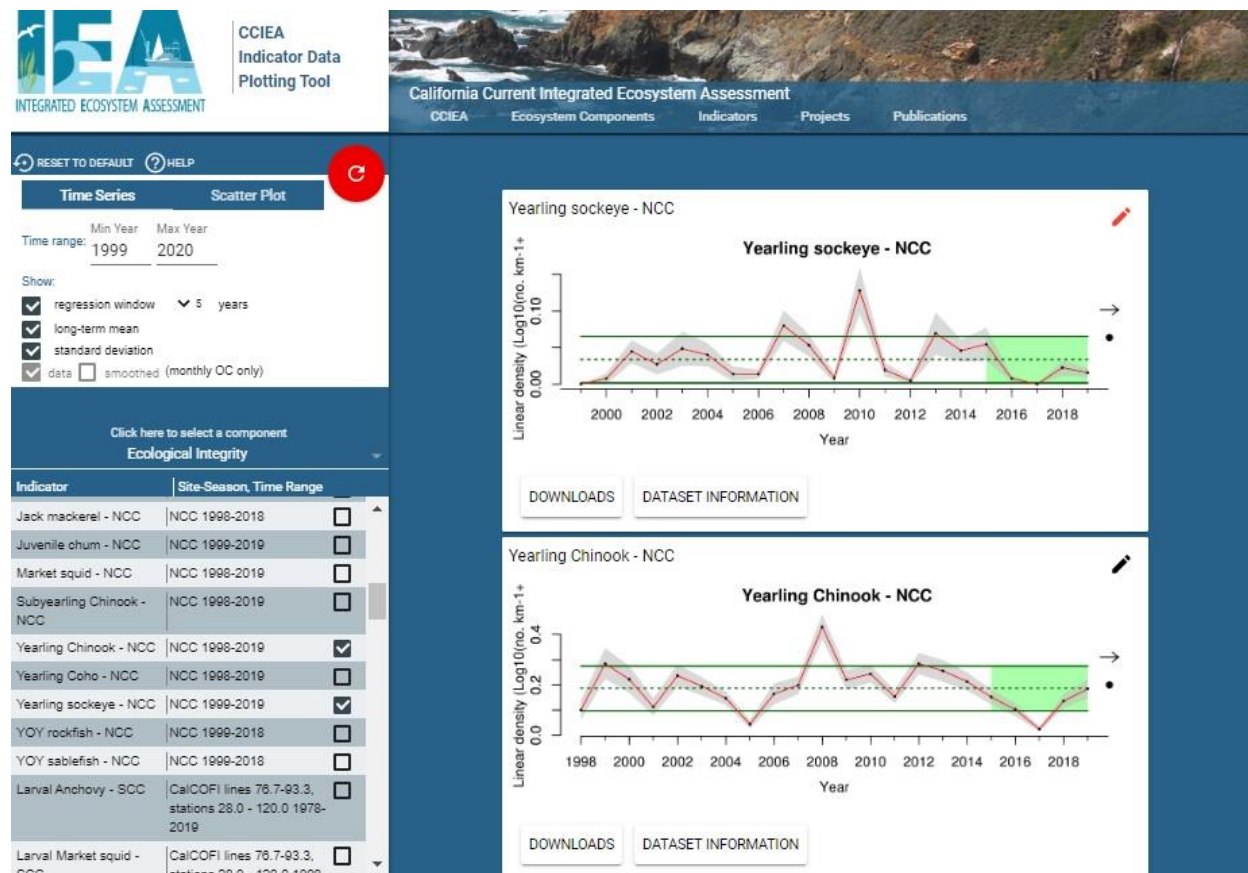 IEA
INTEGRATED ECOSYSTEM ASSESSMENT
CCIEA
Indicator Data
Plotting Tool
California Current Integrated Ecosystem Assessment
CCIEA Ecosystem Components Indicators Projects Publications
RESET TO DEFAULT ? HELP
Time Series Scatter Plot
Min Year Max Year
Time range: 1999 2020
Show:
regression window 5 years
long-term mean
standard deviation
data smoothed (monthly OC only)
Click here to select a component
Ecological Integrity
Indicator Site-Season, Time Range
Jack mackerel - NCC NCC 1998-2018
Juvenile chum - NCC NCC 1999-2019
Market squid - NCC NCC 1998-2019
Subyearling Chinook - NCC 1998-2019
NCC
Yearling Chinook - NCC NCC 1998-2019
Yearling Coho - NCC NCC 1998-2019
Yearling sockeye - NCC NCC 1999-2019
YOY rockfish - NCC NCC 1999-2018
YOY sablefish - NCC NCC 1999-2018
Larval Anchovy - SCC CalCOFI lines 76.7-93.3,
stations 28.0 - 120.0 1978-
2019
Larval Market squid - CalCOFI lines 76.7-93.3,
Yearling sockeye - NCC
Yearling sockeye - NCC
Linear density (Log10(no. km-1+
0.10
0.00
2000 2002 2004 2006 2008 2010 2012 2014 2016 2018
Year
DOWNLOADS DATASET INFORMATION
Yearling Chinook - NCC
Yearling Chinook - NCC
Linear density (Log10(no. km-1+
0.4
0.2
0.0
1998 2000 2002 2004 2006 2008 2010 2012 2014 2016 2018
Year
DOWNLOADS DATASET INFORMATION